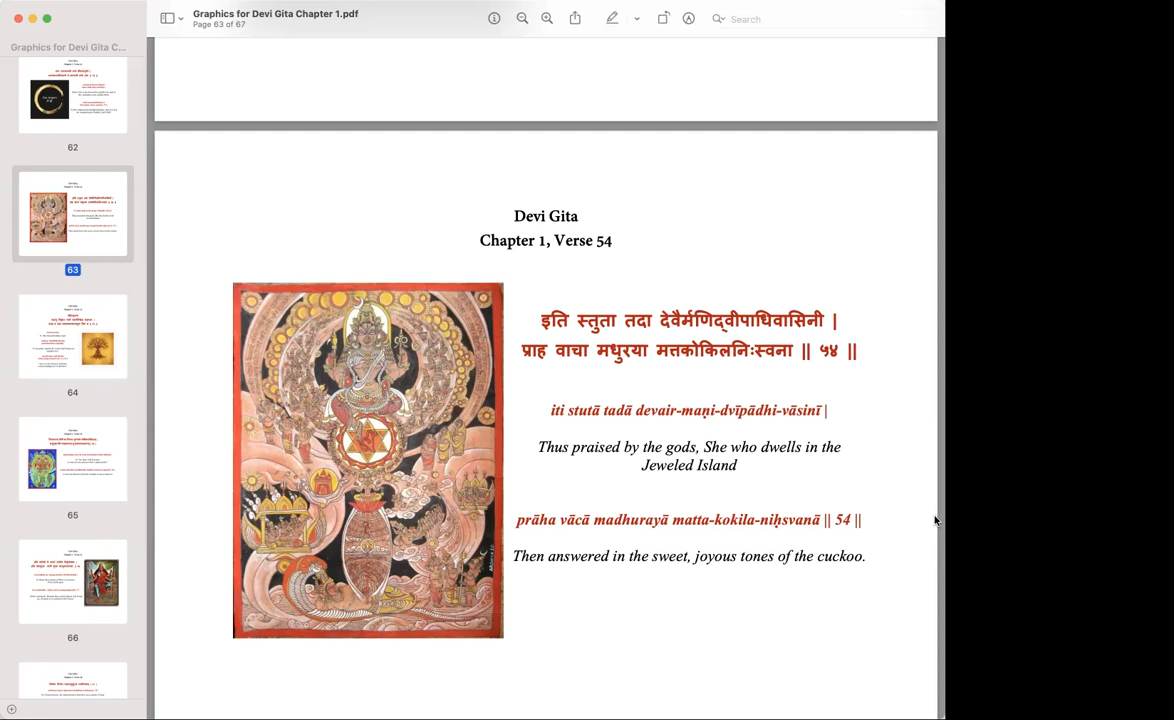 Graphics for Devi Gita Chapter 1.pdf
Page 63 of 67
Search
Graphics for Devi Gita C...
62
63
64
65
66
Devi Gita
Chapter 1, Verse 54
इति स्तुता तदा देवैर्मणिद्वीपाधिवासिनी |
प्राह वाचा मधुरया मत्तकोकिलनिःस्वना || ५४ ||
iti stutā tadā devair-maṇi-dvīpādhi-vāsinī |
Thus praised by the gods, She who dwells in the
Jeweled Island
prāha vācā madhurayā matta-kokila-niḥsvanā || 54 ||
Then answered in the sweet, joyous tones of the cuckoo.